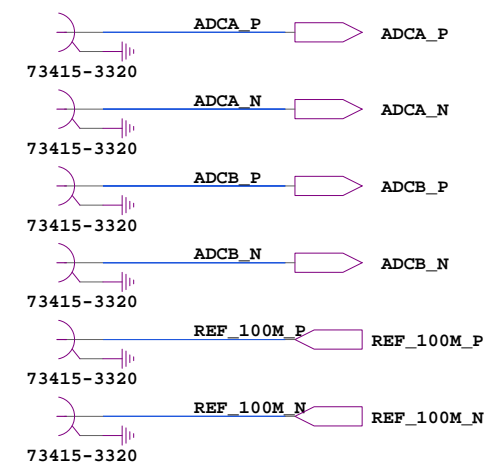 ADCA_P ADCA_P
73415-3320
ADCA_N ADCA_N
73415-3320
ADCB_P ADCB_P
73415-3320
ADCB_N ADCB_N
73415-3320
REF_100M_P REF_100M_P
73415-3320
REF_100M_N REF_100M_N
73415-3320